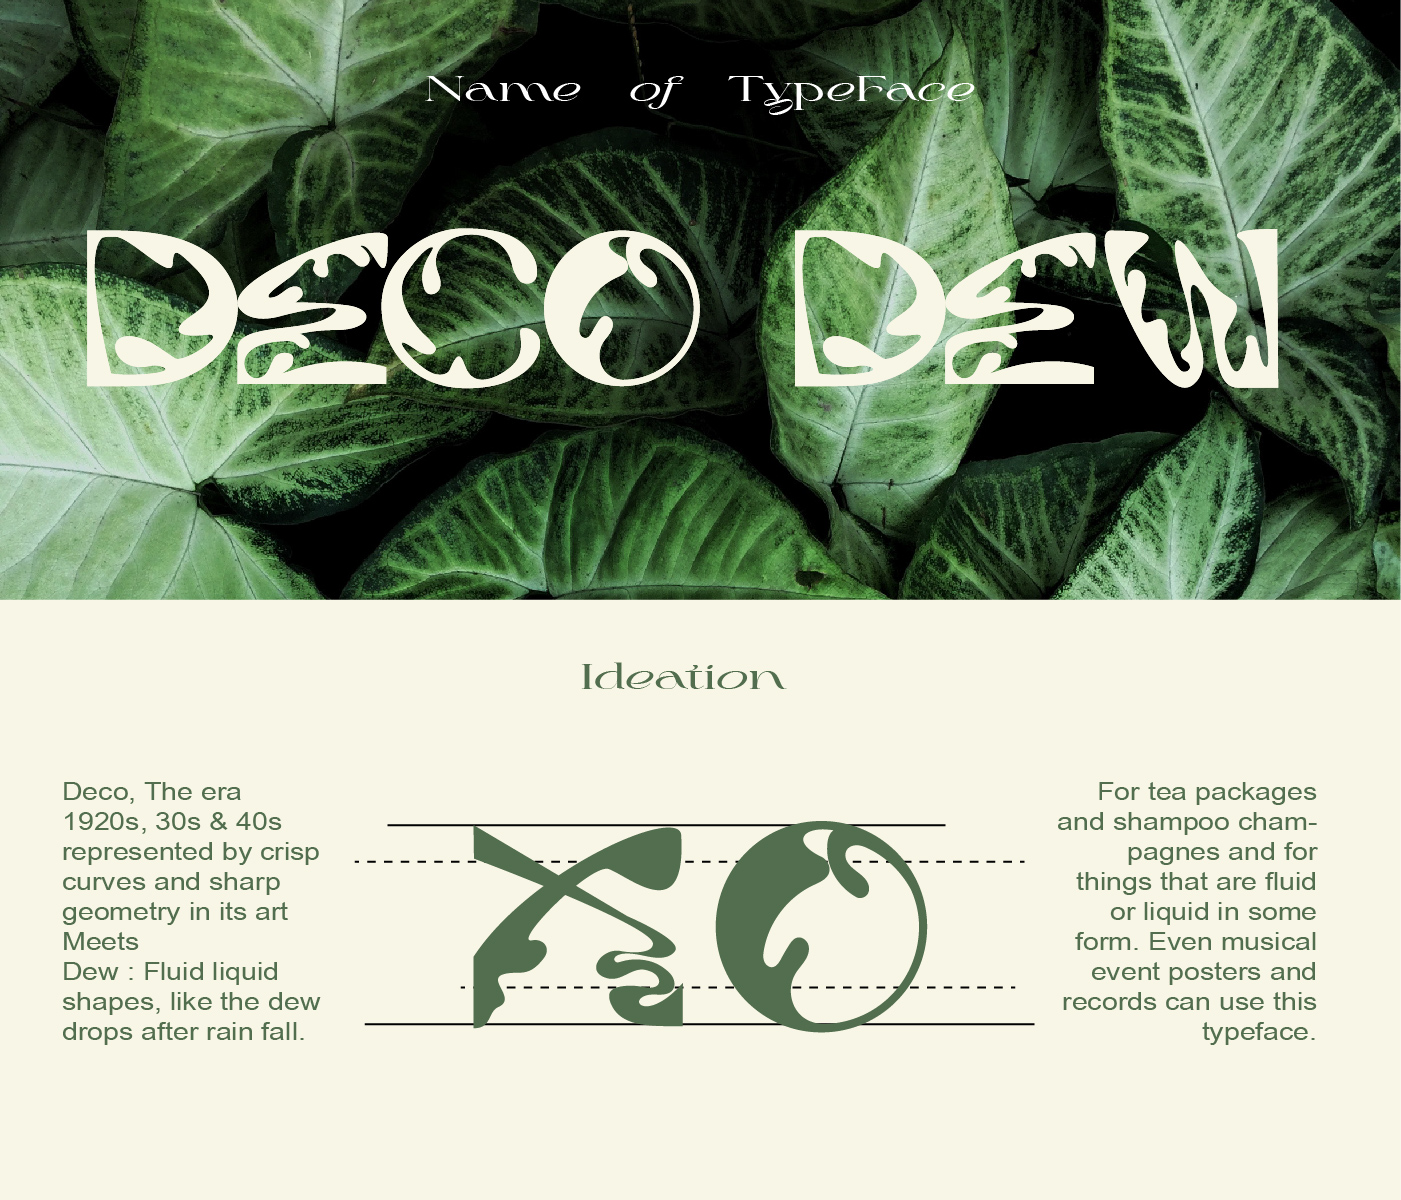 Name of TypeFace
DECO DEW
Ideation
Deco, The era
1920s, 30s & 40s
represented by crisp
curves and sharp
geometry in its art
Meets
Dew : Fluid liquid
shapes, like the dew
drops after rain fall.
XO
For tea packages
and shampoo cham-
pagnes and for
things that are fluid
or liquid in some
form. Even musical
event posters and
records can use this
typeface.